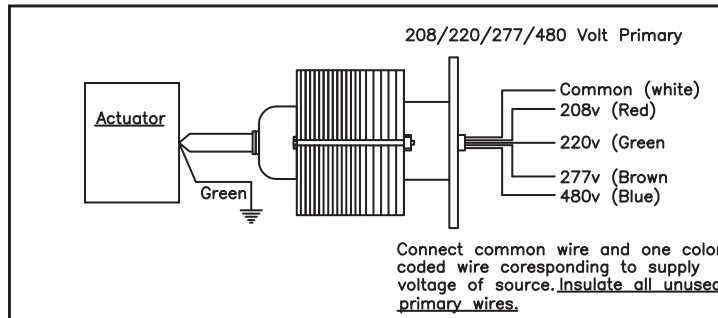 208/220/277/480 Volt Primary
Actuator
Common (white)
208v (Red)
220v (Green
277v (Brown
480v (Blue)
Green
Connect common wire and one color
coded wire coresponding to supply
voltage of source. Insulate all unused
primary wires.